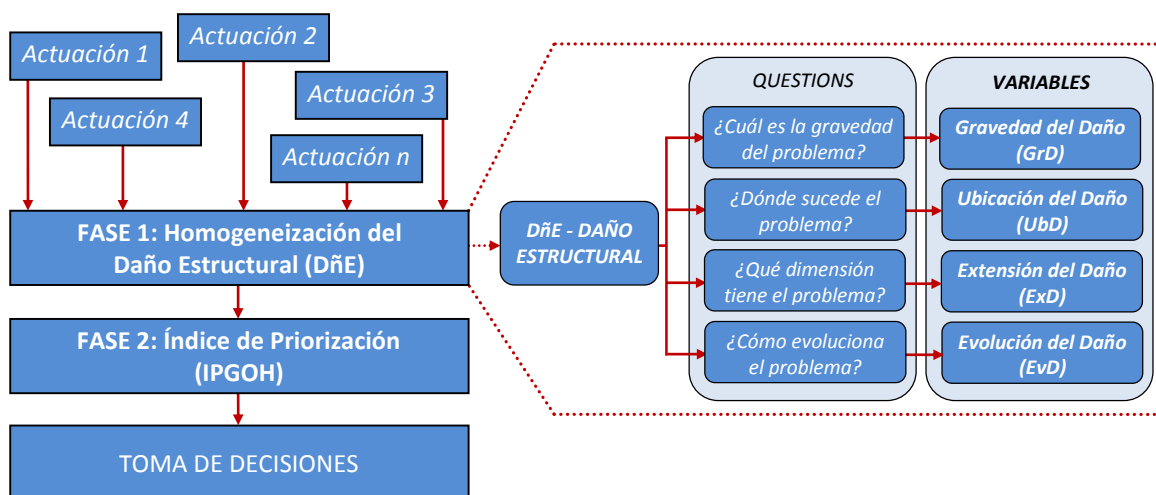 Actuación 1
Actuación 2
Actuación 3
Actuación 4
Actuación n
FASE 1: Homogeneización del
Daño Estructural (DñE)
FASE 2: Índice de Priorización
(IPGOH)
TOMA DE DECISIONES
DñE - DAÑO
ESTRUCTURAL
QUESTIONS
¿Cuál es la gravedad
del problema?
¿Dónde sucede el
problema?
¿Qué dimensión
tiene el problema?
¿Cómo evoluciona
el problema?
VARIABLES
Gravedad del Daño
(GrD)
Ubicación del Daño
(UbD)
Extensión del Daño
(ExD)
Evolución del Daño
(EvD)